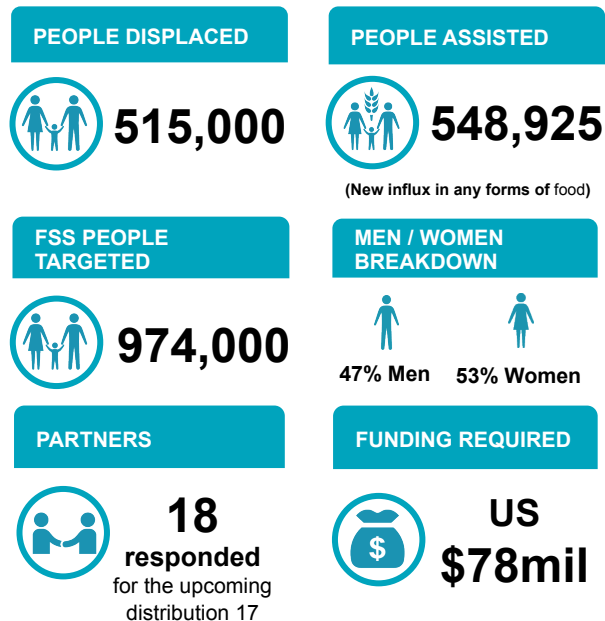 PEOPLE DISPLACED
515,000
PEOPLE ASSISTED
548,925
(New influx in any forms of food)
FSS PEOPLE
TARGETED
974,000
MEN / WOMEN
BREAKDOWN
47% Men
53% Women
PARTNERS
18
responded
for the upcoming
distribution 17
FUNDING REQUIRED
$
US
$78mil